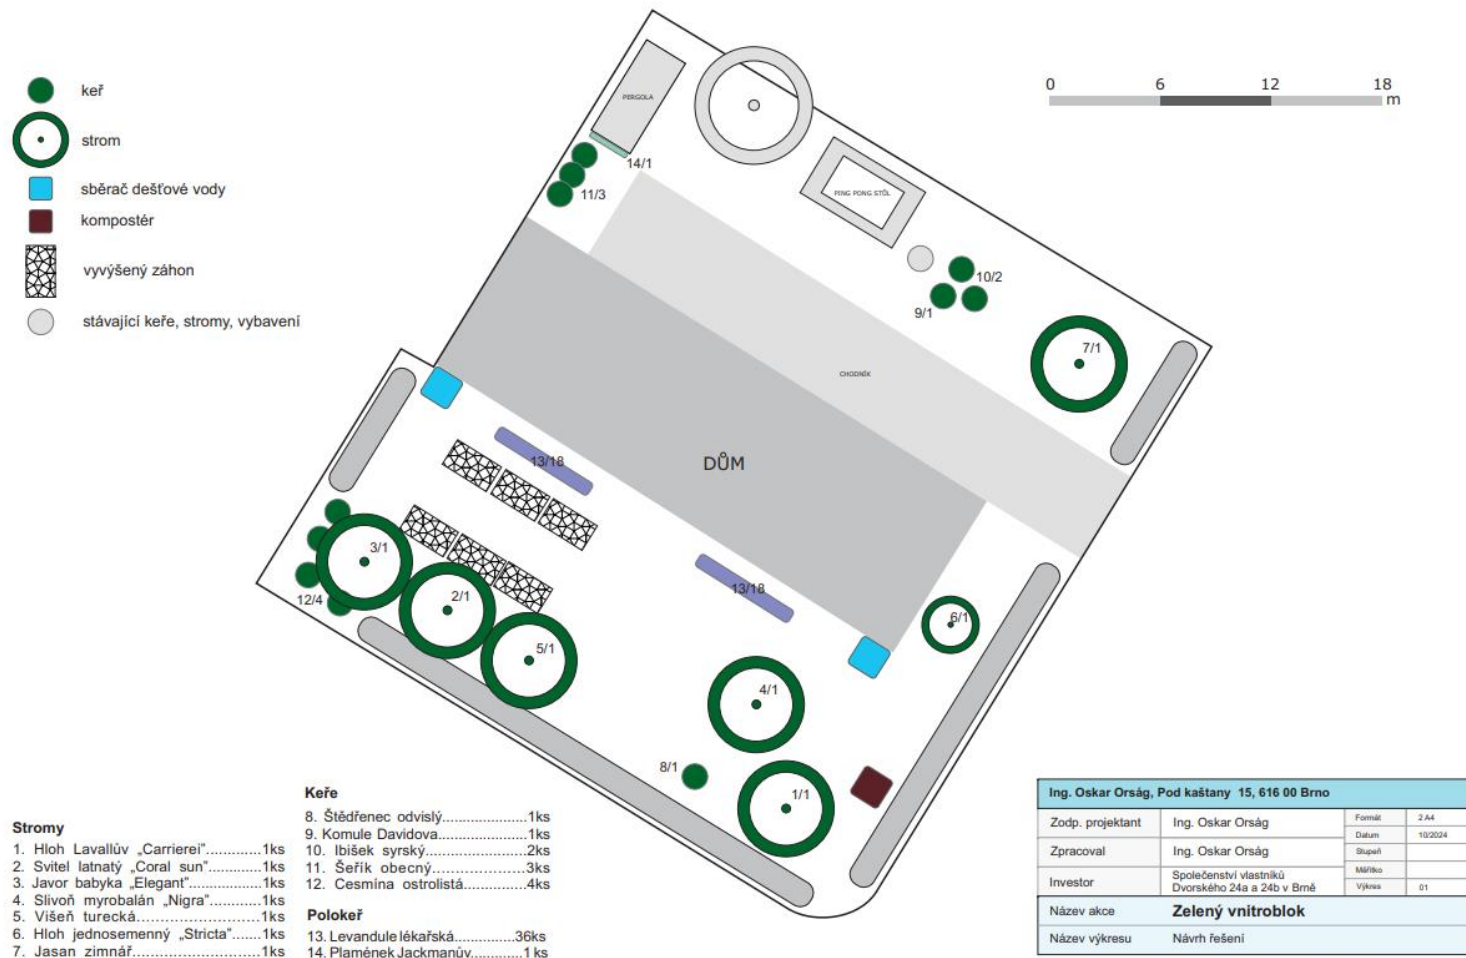 0 6 12 18
m
keř
strom
sběrač dešťové vody
kompostér
vyvýšený záhon
stávající keře, stromy, vybavení
PERGOLA
14/1
11/3
PING PONG STŮL
10/2
9/1
7/1
CHODNÍK
DŮM
13/18
13/18
3/1
2/1
5/1
12/4
6/1
4/1
8/1
1/1
Stromy
1. Hloh Lavallův „Carrierei".............1ks
2. Svitel latnatý „Coral sun".............1ks
3. Javor babyka „Elegant"................1ks
4. Slivoň myrobalán „Nigra".............1ks
5. Višeň turecká............................1ks
6. Hloh jednosemenný „Stricta"......1ks
7. Jasan zimnář.............................1ks
Keře
8. Štědřenec odvislý....................1ks
9. Komule Davidova.....................1ks
10. Ibišek syrský........................2ks
11. Šeřík obecný........................3ks
12. Cesmína ostrolistá.................4ks
Polokeř
13. Levandule lékařská..............36ks
14. Plamének Jackmanův............1 ks
Ing. Oskar Orság, Pod kaštany 15, 616 00 Brno
Zodp. projektant Ing. Oskar Orság
Zpracoval Ing. Oskar Orság
Investor Společenství vlastníků
Dvorského 24a a 24b v Brně
Formát 2 A4
Datum 10/2024
Stupeň
Měřítko
Výkres 01
Název akce Zelený vnitroblok
Název výkresu Návrh řešení